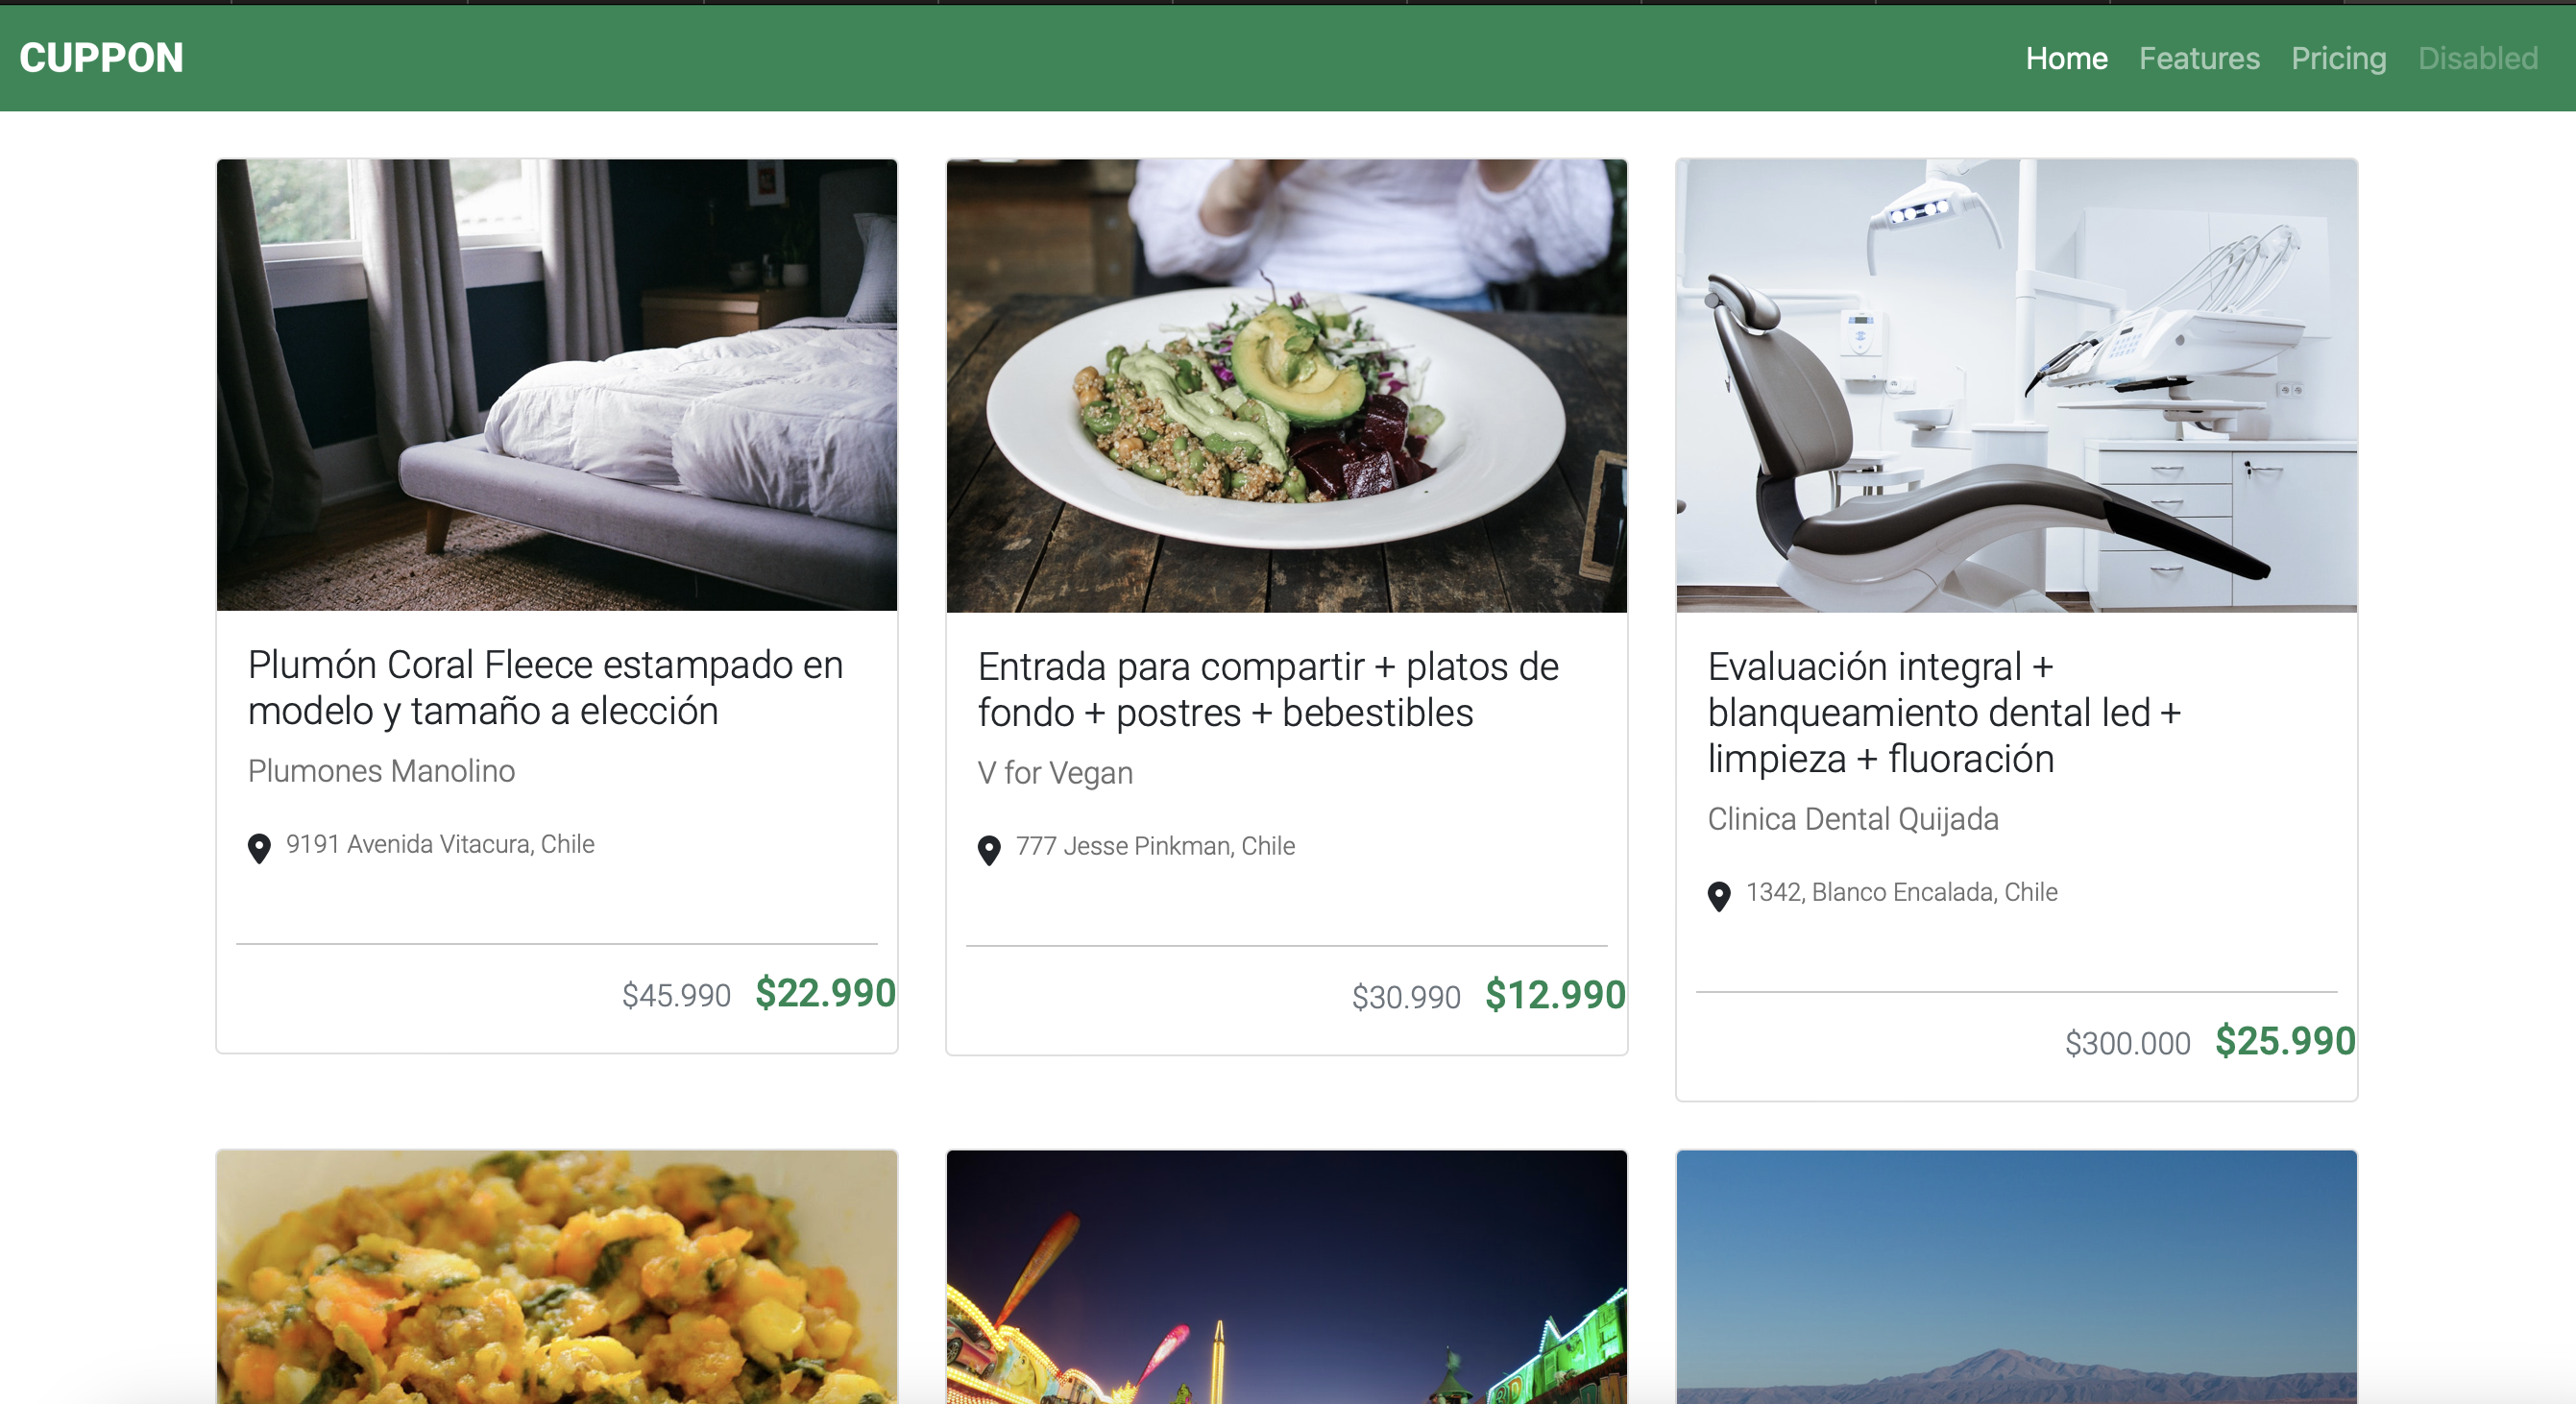 CUPPON
Home Features Pricing Disabled
Plumón Coral Fleece estampado en
modelo y tamaño a elección
Plumones Manolino
9191 Avenida Vitacura, Chile
$45.990 $22.990
Entrada para compartir + platos de
fondo + postres + bebestibles
V for Vegan
777 Jesse Pinkman, Chile
$30.990 $12.990
Evaluación integral +
blanqueamiento dental led +
limpieza + fluoración
Clinica Dental Quijada
1342, Blanco Encalada, Chile
$300.000 $25.990